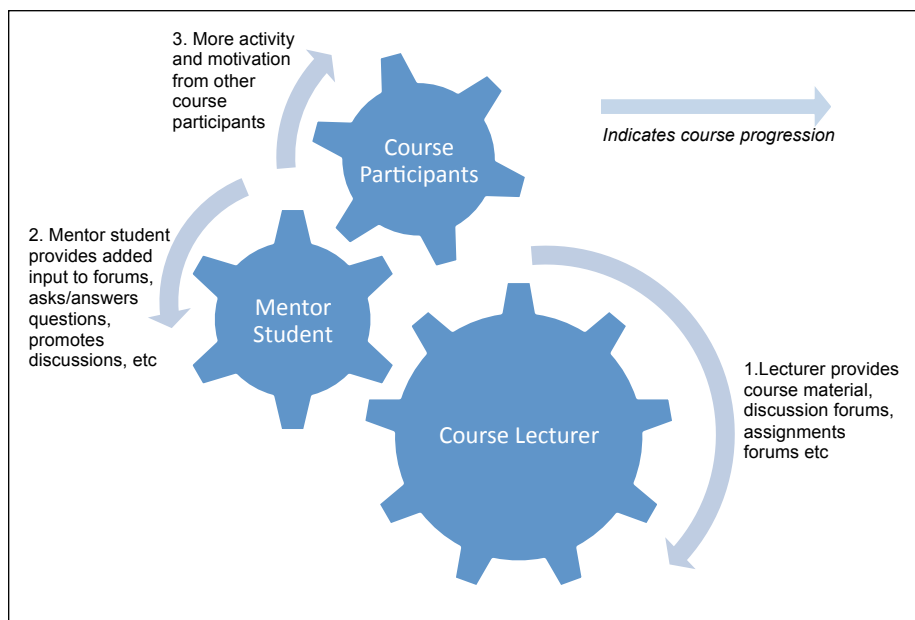 3. More activity
and motivation
from other
course
participants
Course
Participants
Indicates course progression
2. Mentor student
provides added
input to forums,
asks/answers
questions,
promotes
discussions, etc
Mentor
Student
1.Lecturer provides
course material,
discussion forums,
assignments
forums etc
Course Lecturer